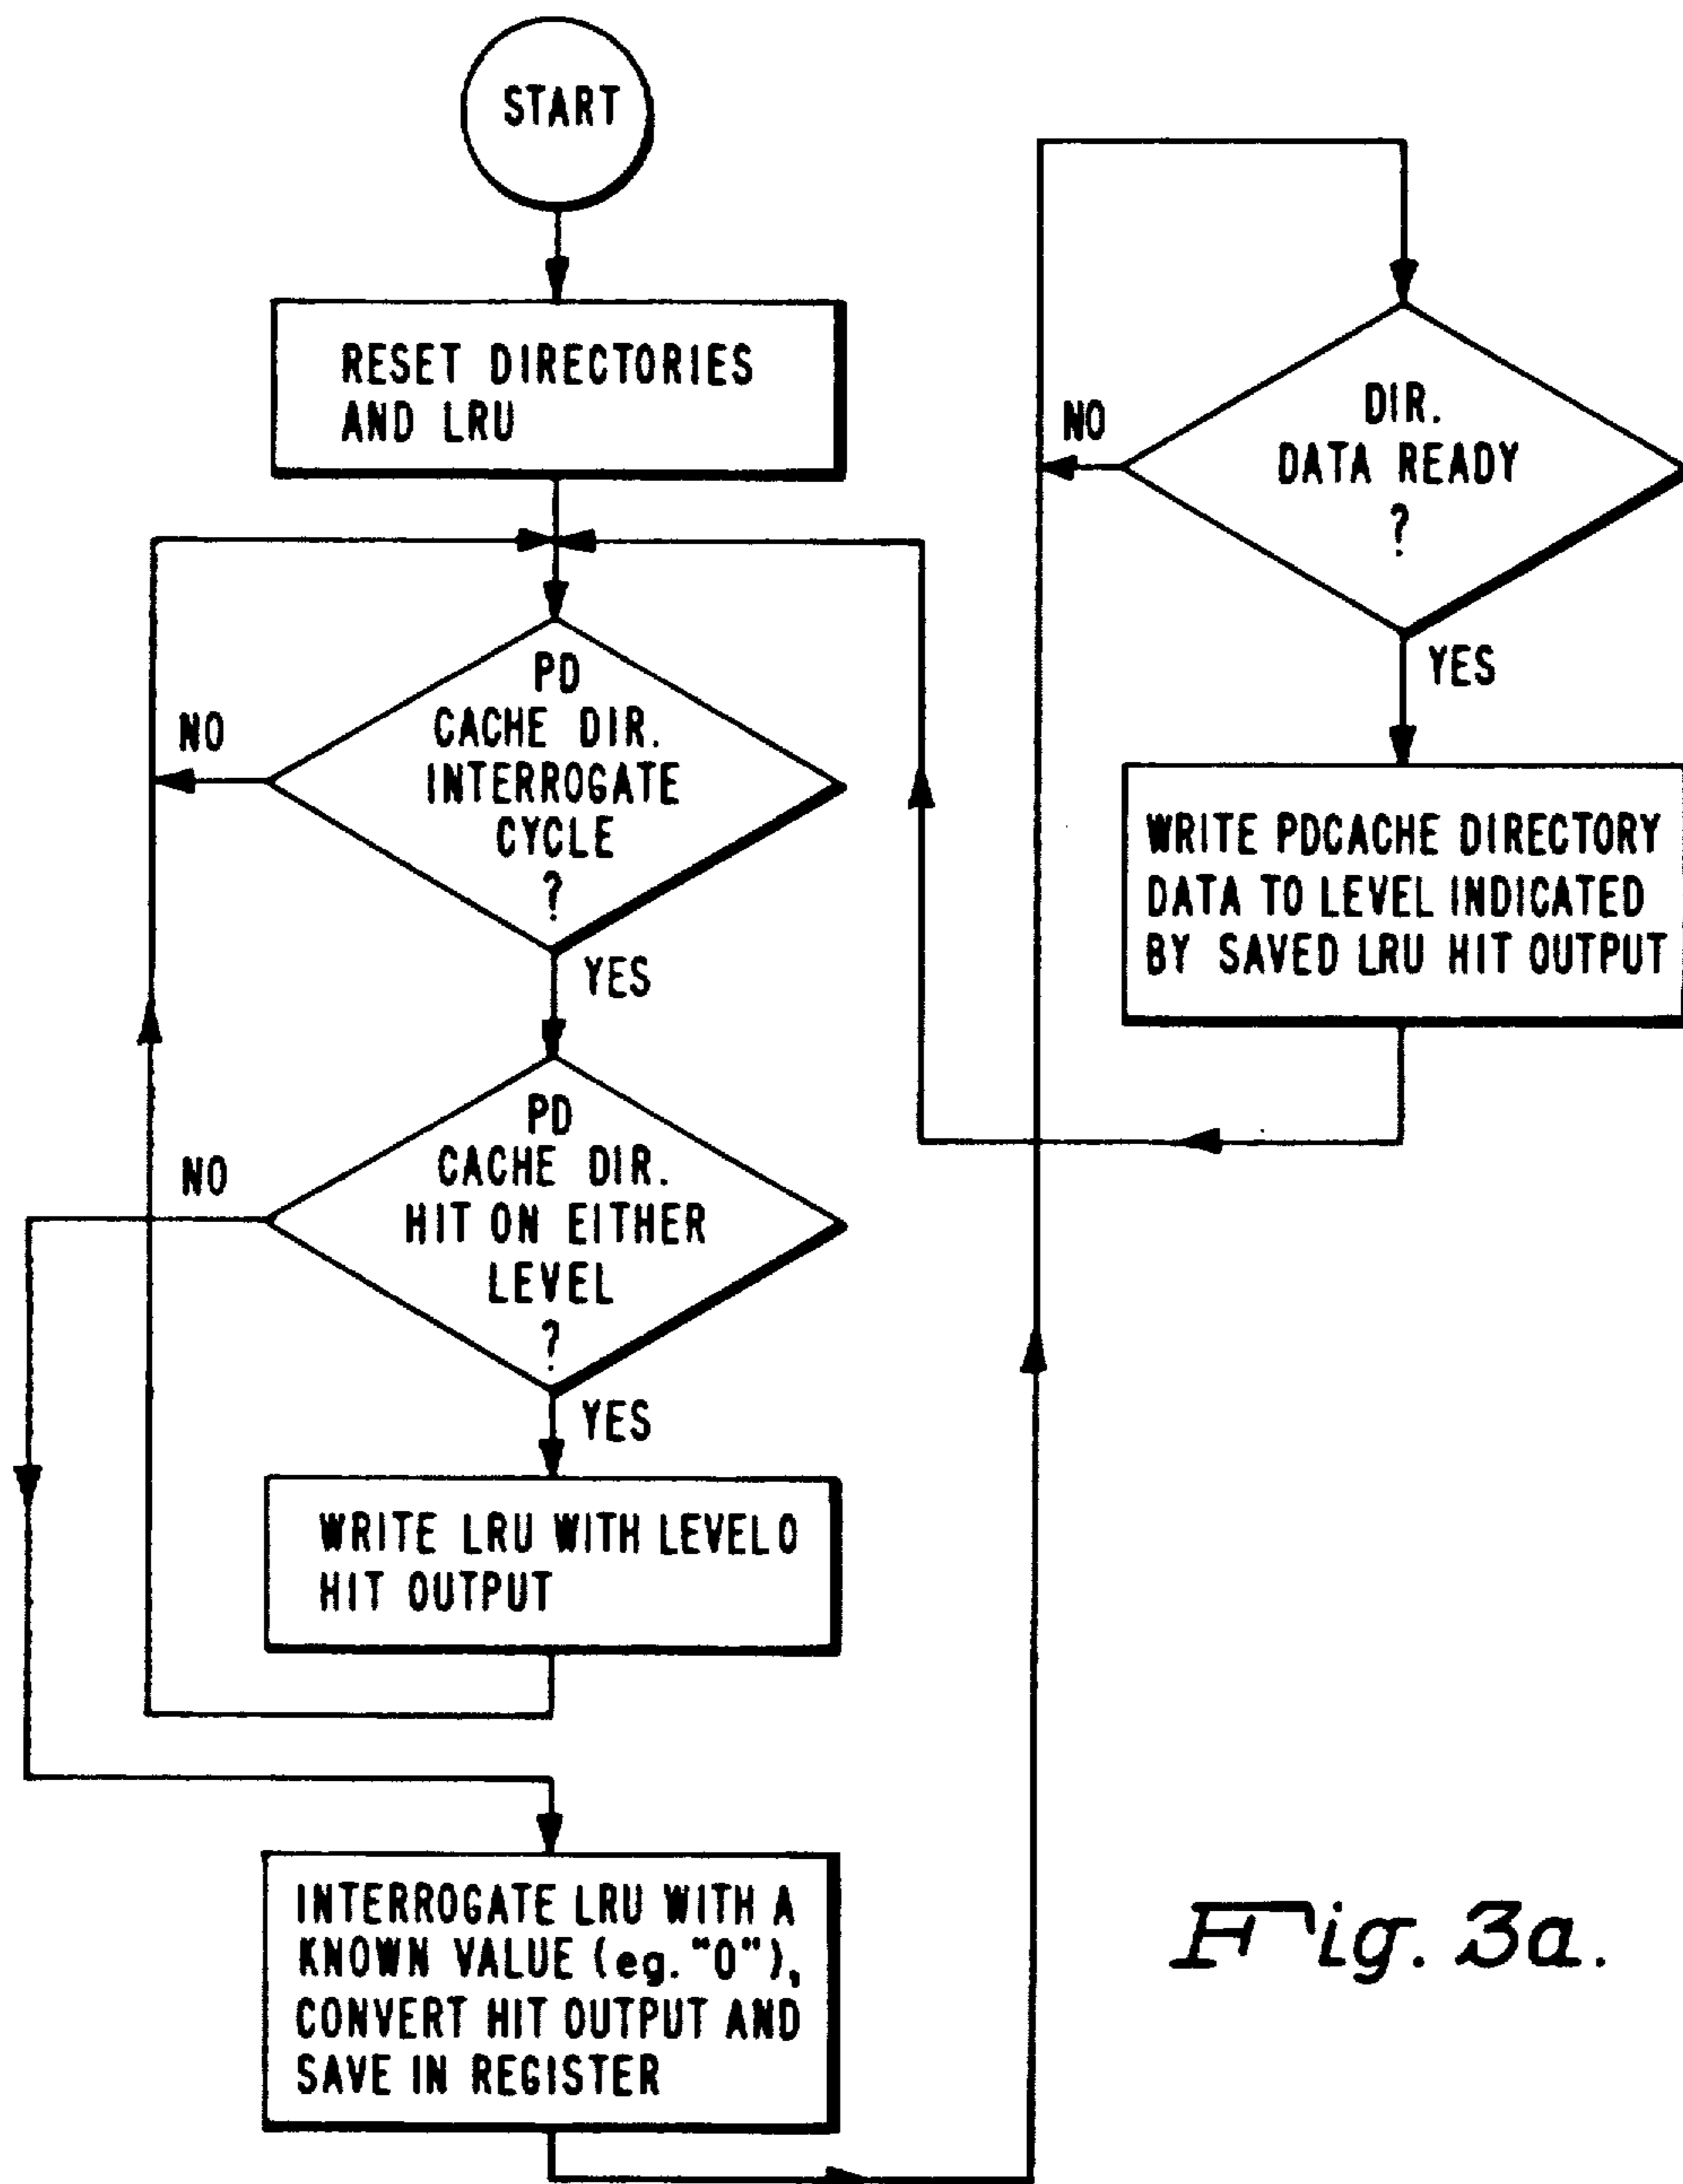 START
RESET DIRECTORIES
AND LRU
PD
CACHE DIR.
INTERROGATE
CYCLE
?
NO
YES
PD
CACHE DIR.
HIT ON EITHER
LEVEL
?
NO
YES
WRITE LRU WITH LEVEL 0
HIT OUTPUT
INTERROGATE LRU WITH A
KNOWN VALUE (eg. "0"),
CONVERT HIT OUTPUT AND
SAVE IN REGISTER
DIR.
DATA READY
?
NO
YES
WRITE PDCACHE DIRECTORY
DATA TO LEVEL INDICATED
BY SAVED LRU HIT OUTPUT
Fig. 3a.